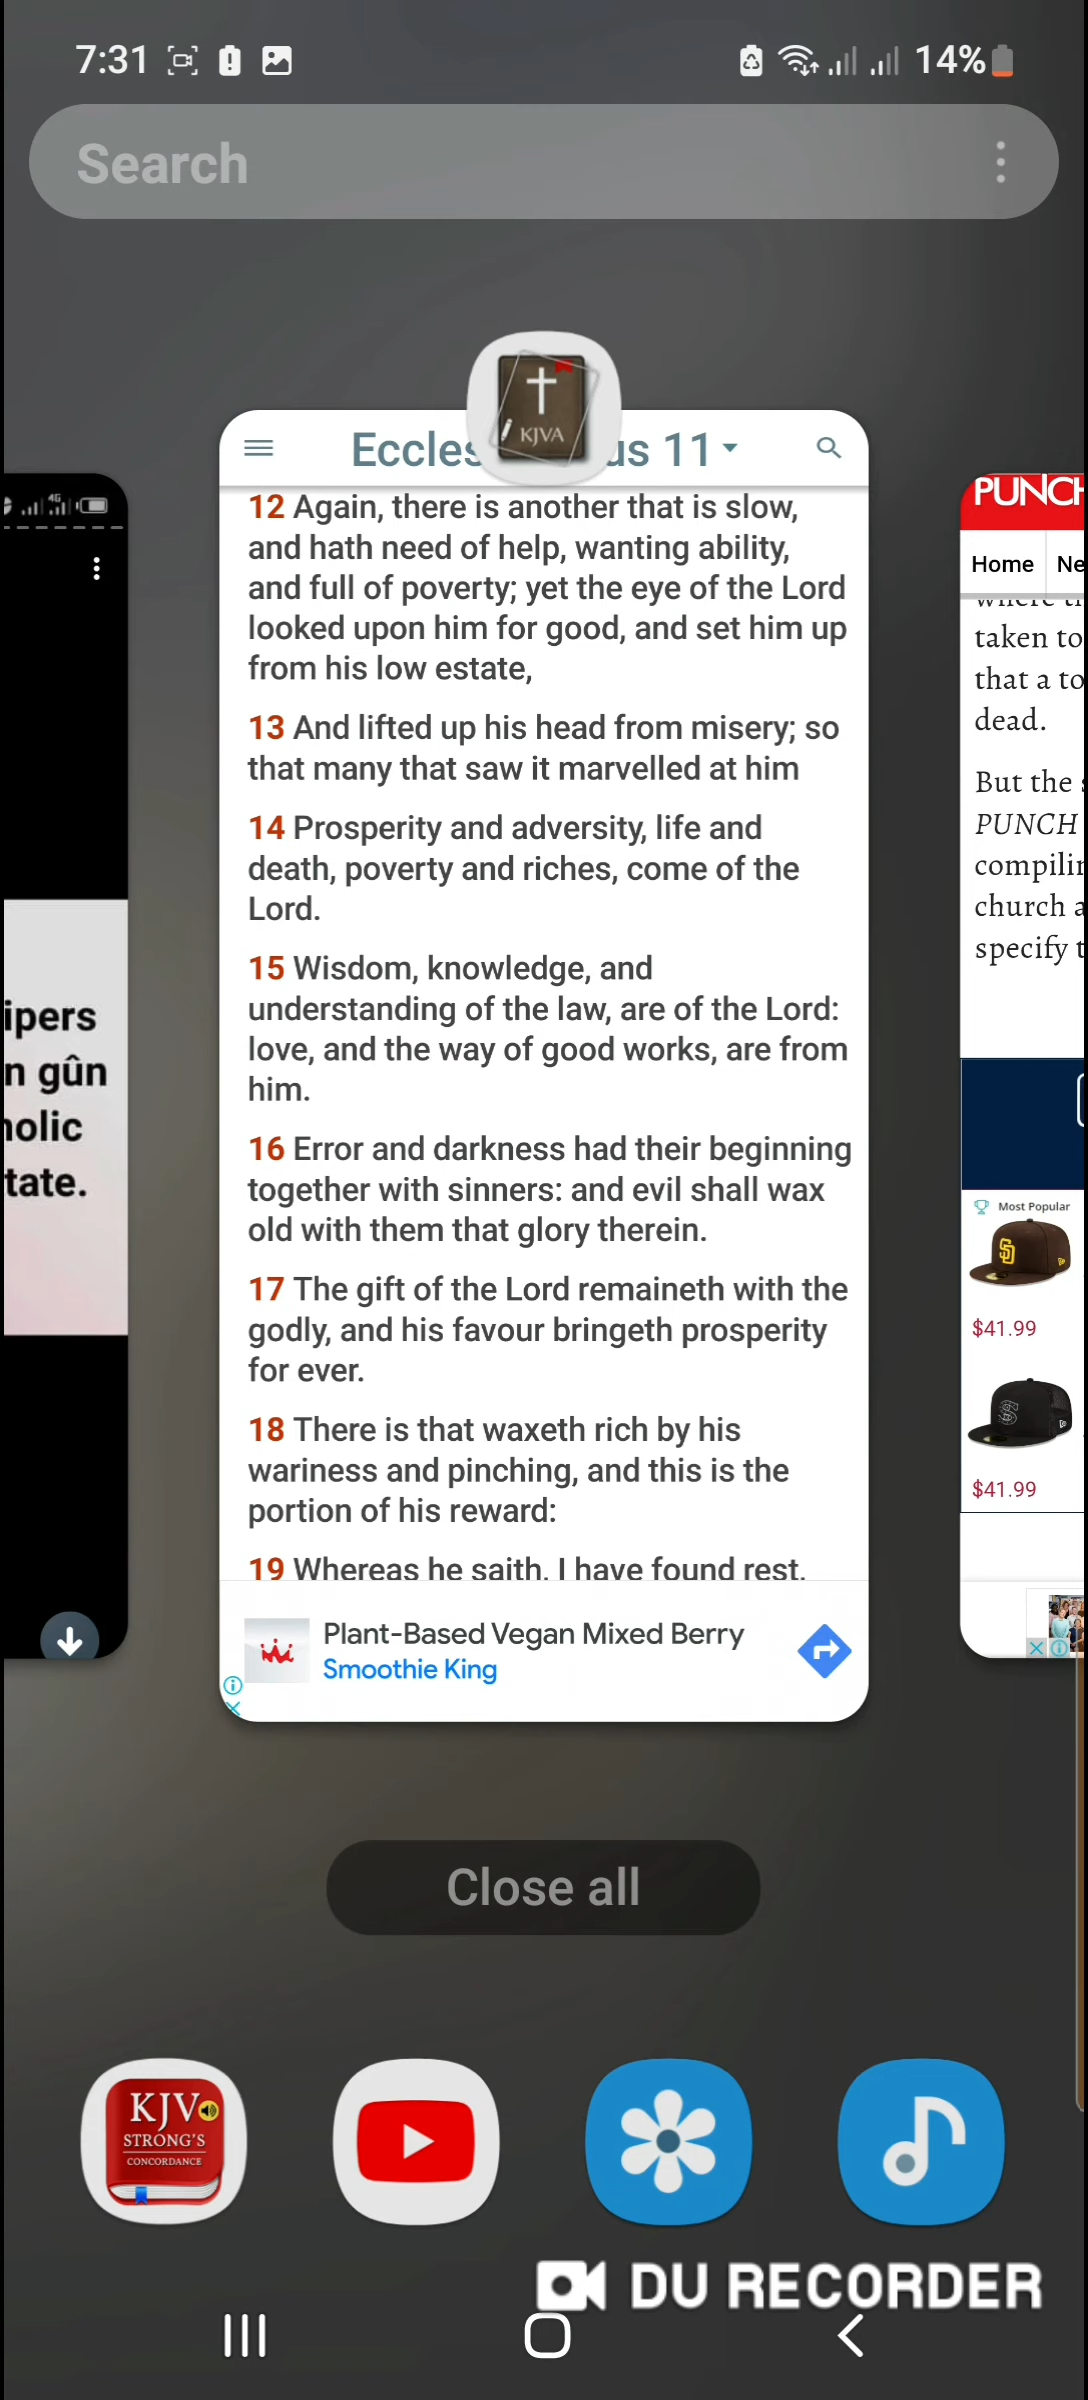 7:31
14%
Search
KJVA
Eccles us 11
12 Again, there is another that is slow,
and hath need of help, wanting ability,
and full of poverty; yet the eye of the Lord
looked upon him for good, and set him up
from his low estate,
13 And lifted up his head from misery; so
that many that saw it marvelled at him
14 Prosperity and adversity, life and
death, poverty and riches, come of the
Lord.
15 Wisdom, knowledge, and
understanding of the law, are of the Lord:
love, and the way of good works, are from
him.
16 Error and darkness had their beginning
together with sinners: and evil shall wax
old with them that glory therein.
17 The gift of the Lord remaineth with the
godly, and his favour bringeth prosperity
for ever.
18 There is that waxeth rich by his
wariness and pinching, and this is the
portion of his reward:
19 Whereas he saith, I have found rest,
Plant-Based Vegan Mixed Berry
Smoothie King
4G
ipers
n gûn
holic
tate.
PUNCH
Home Ne
taken to
that a to
dead.
But the
PUNCH
compilin
church a
specify t
Most Popular
$41.99
$41.99
Close all
KJV
STRONG'S
CONCORDANCE
DU RECORDER